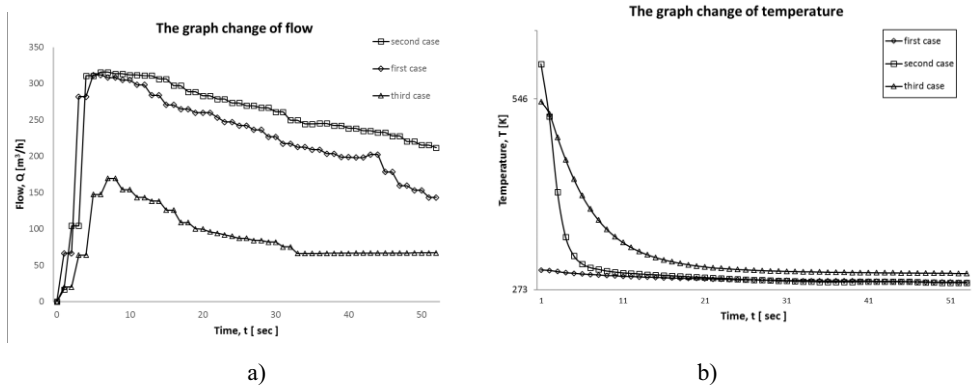 The graph change of flow
second case
first case
third case
Flow, Q [m³/h]
350
300
250
200
150
100
50
0
0 10 20 30 40 50
Time, t [ sec ]
a)
The graph change of temperature
first case
second case
third case
Temperature, T [K]
546
273
1 11 21 31 41 51
Time, t [ sec ]
b)